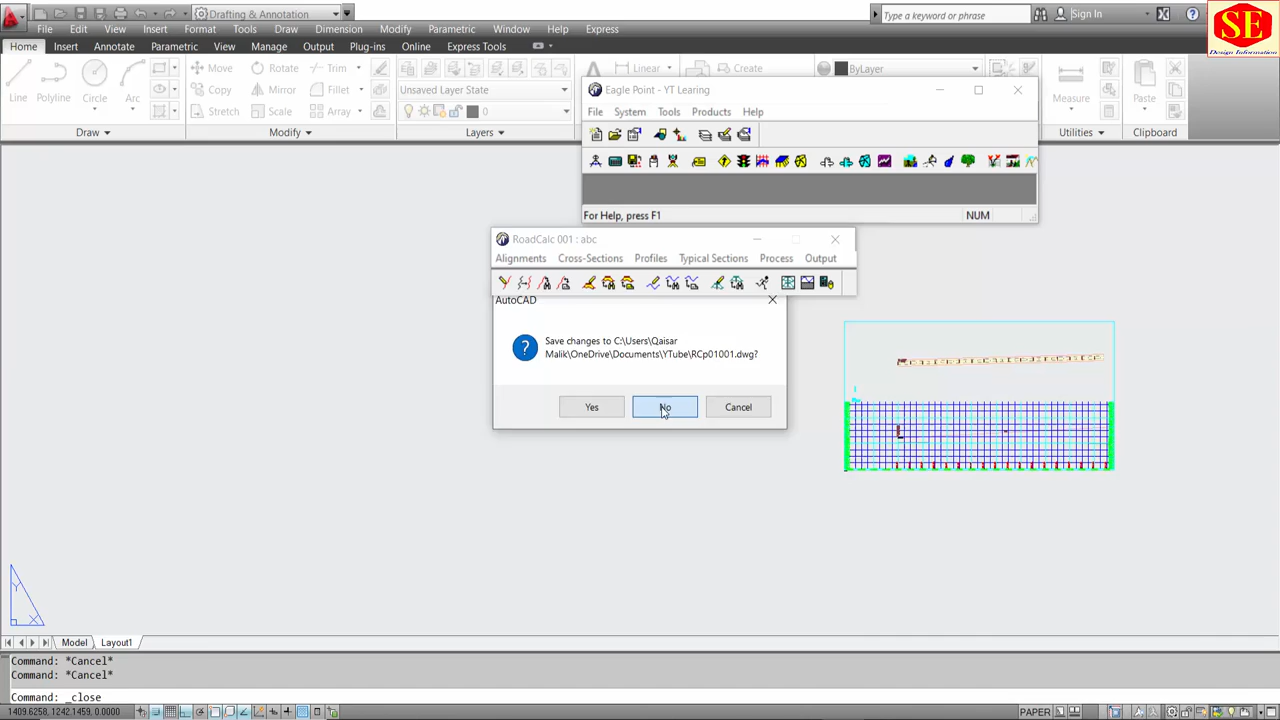 Drafting & Annotation
Type a keyword or phrase
Sign In
SE
Design Information
File Edit View Insert Format Tools Draw Dimension Modify Parametric Window Help Express
Home Insert Annotate Parametric View Manage Output Plug-ins Online Express Tools
Line Polyline Circle Arc
Move Rotate Trim
Copy Mirror Fillet
Stretch Scale Array
Unsaved Layer State
0
Linear
Create
ByLayer
Measure
Paste
Draw Modify Layers Utilities Clipboard
Eagle Point - YT Learing
File System Tools Products Help
For Help, press F1
NUM
RoadCalc 001 : abc
Alignments Cross-Sections Profiles Typical Sections Process Output
AutoCAD
Save changes to C:\Users\Qaisar
Malik\OneDrive\Documents\YTube\RCp01001.dwg?
Yes No Cancel
Y
X
Model Layout1
Command: *Cancel*
Command: *Cancel*
Command: _close
1409.6258, 1242.1459, 0.0000
PAPER